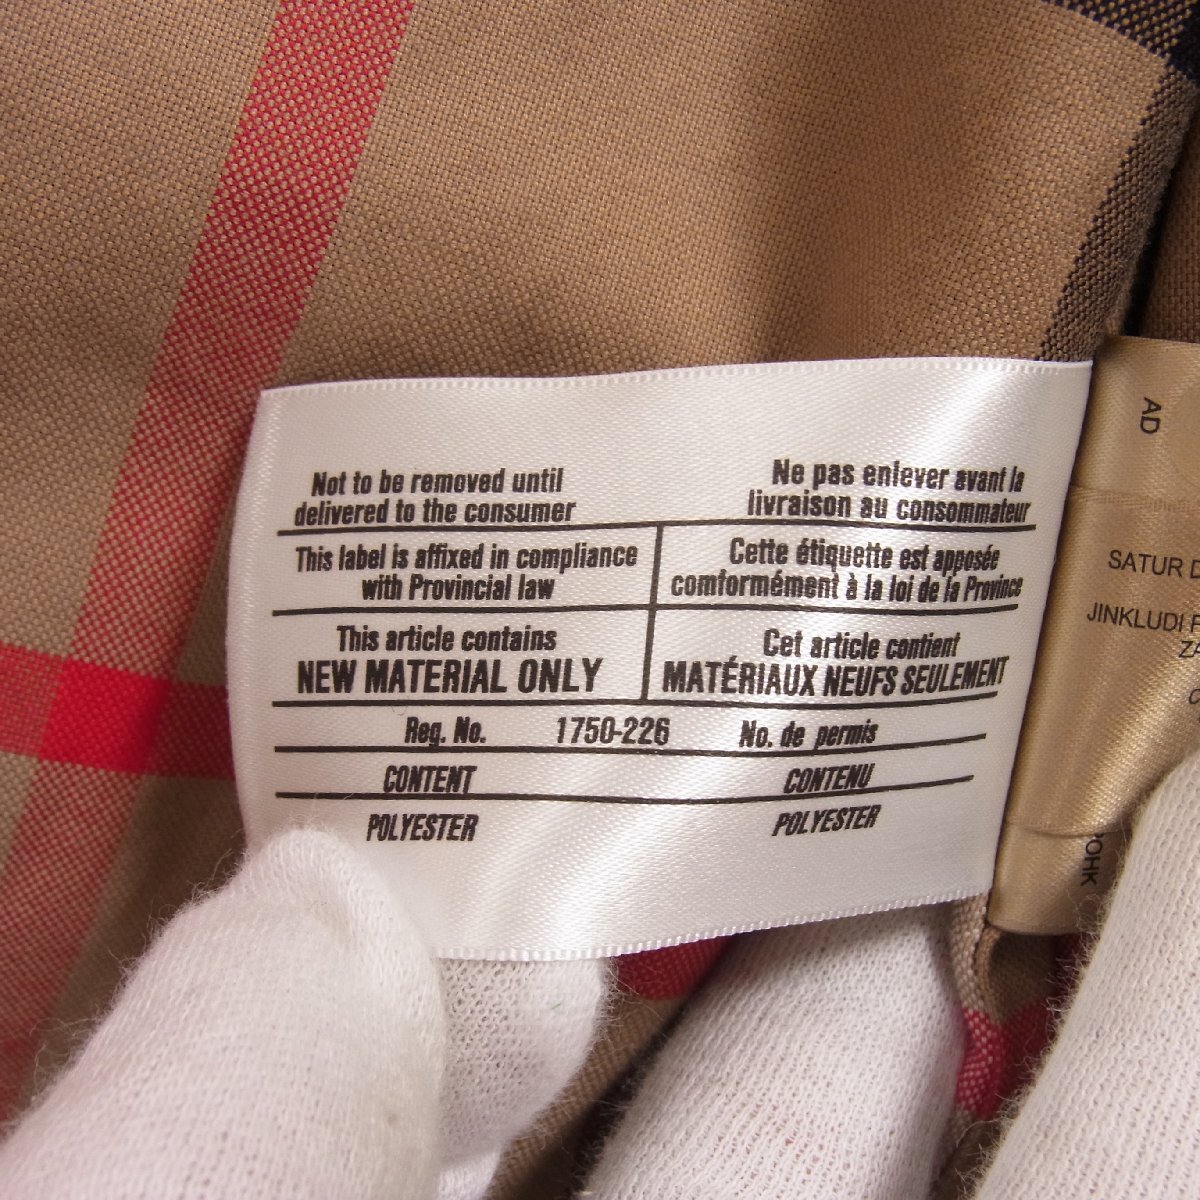 Not to be removed until
delivered to the consumer
Ne pas enlever avant la
livraison au consommateur
This label is affixed in compliance
with Provincial law
Cette étiquette est apposée
comformément à la loi de la Province
This article contains
NEW MATERIAL ONLY
Cet article contient
MATÉRIAUX NEUFS SEULEMENT
Reg. No. 1750-226 No. de permis
CONTENT CONTENU
POLYESTER POLYESTER
AD
SATUR
JINKLUDI